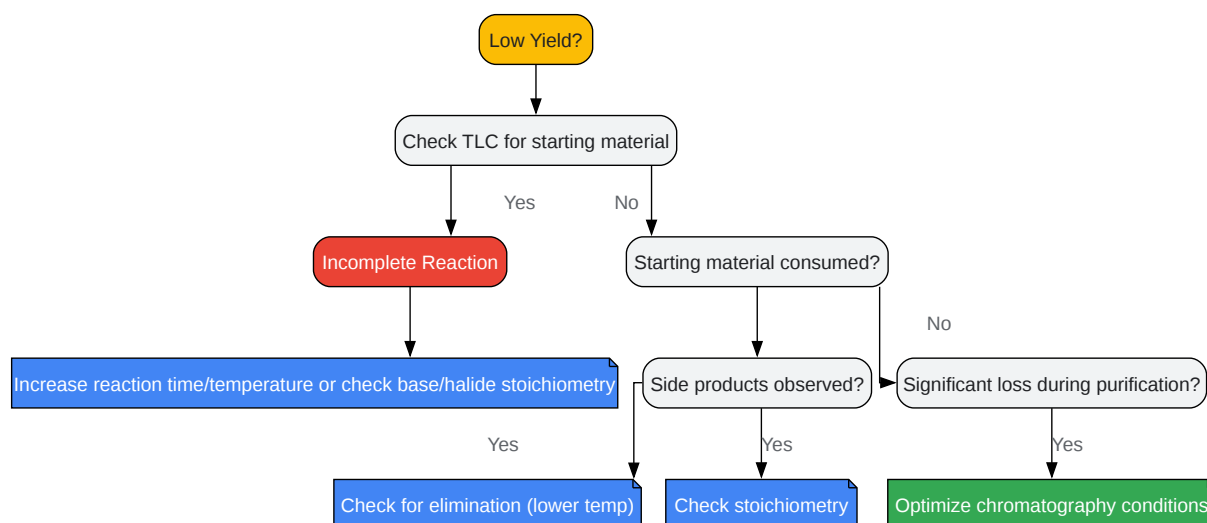 Low Yield?
Check TLC for starting material
Yes
No
Incomplete Reaction
Starting material consumed?
No
Increase reaction time/temperature or check base/halide stoichiometry
Side products observed?
Significant loss during purification?
Yes
Yes
Yes
Check for elimination (lower temp)
Check stoichiometry
Optimize chromatography conditions